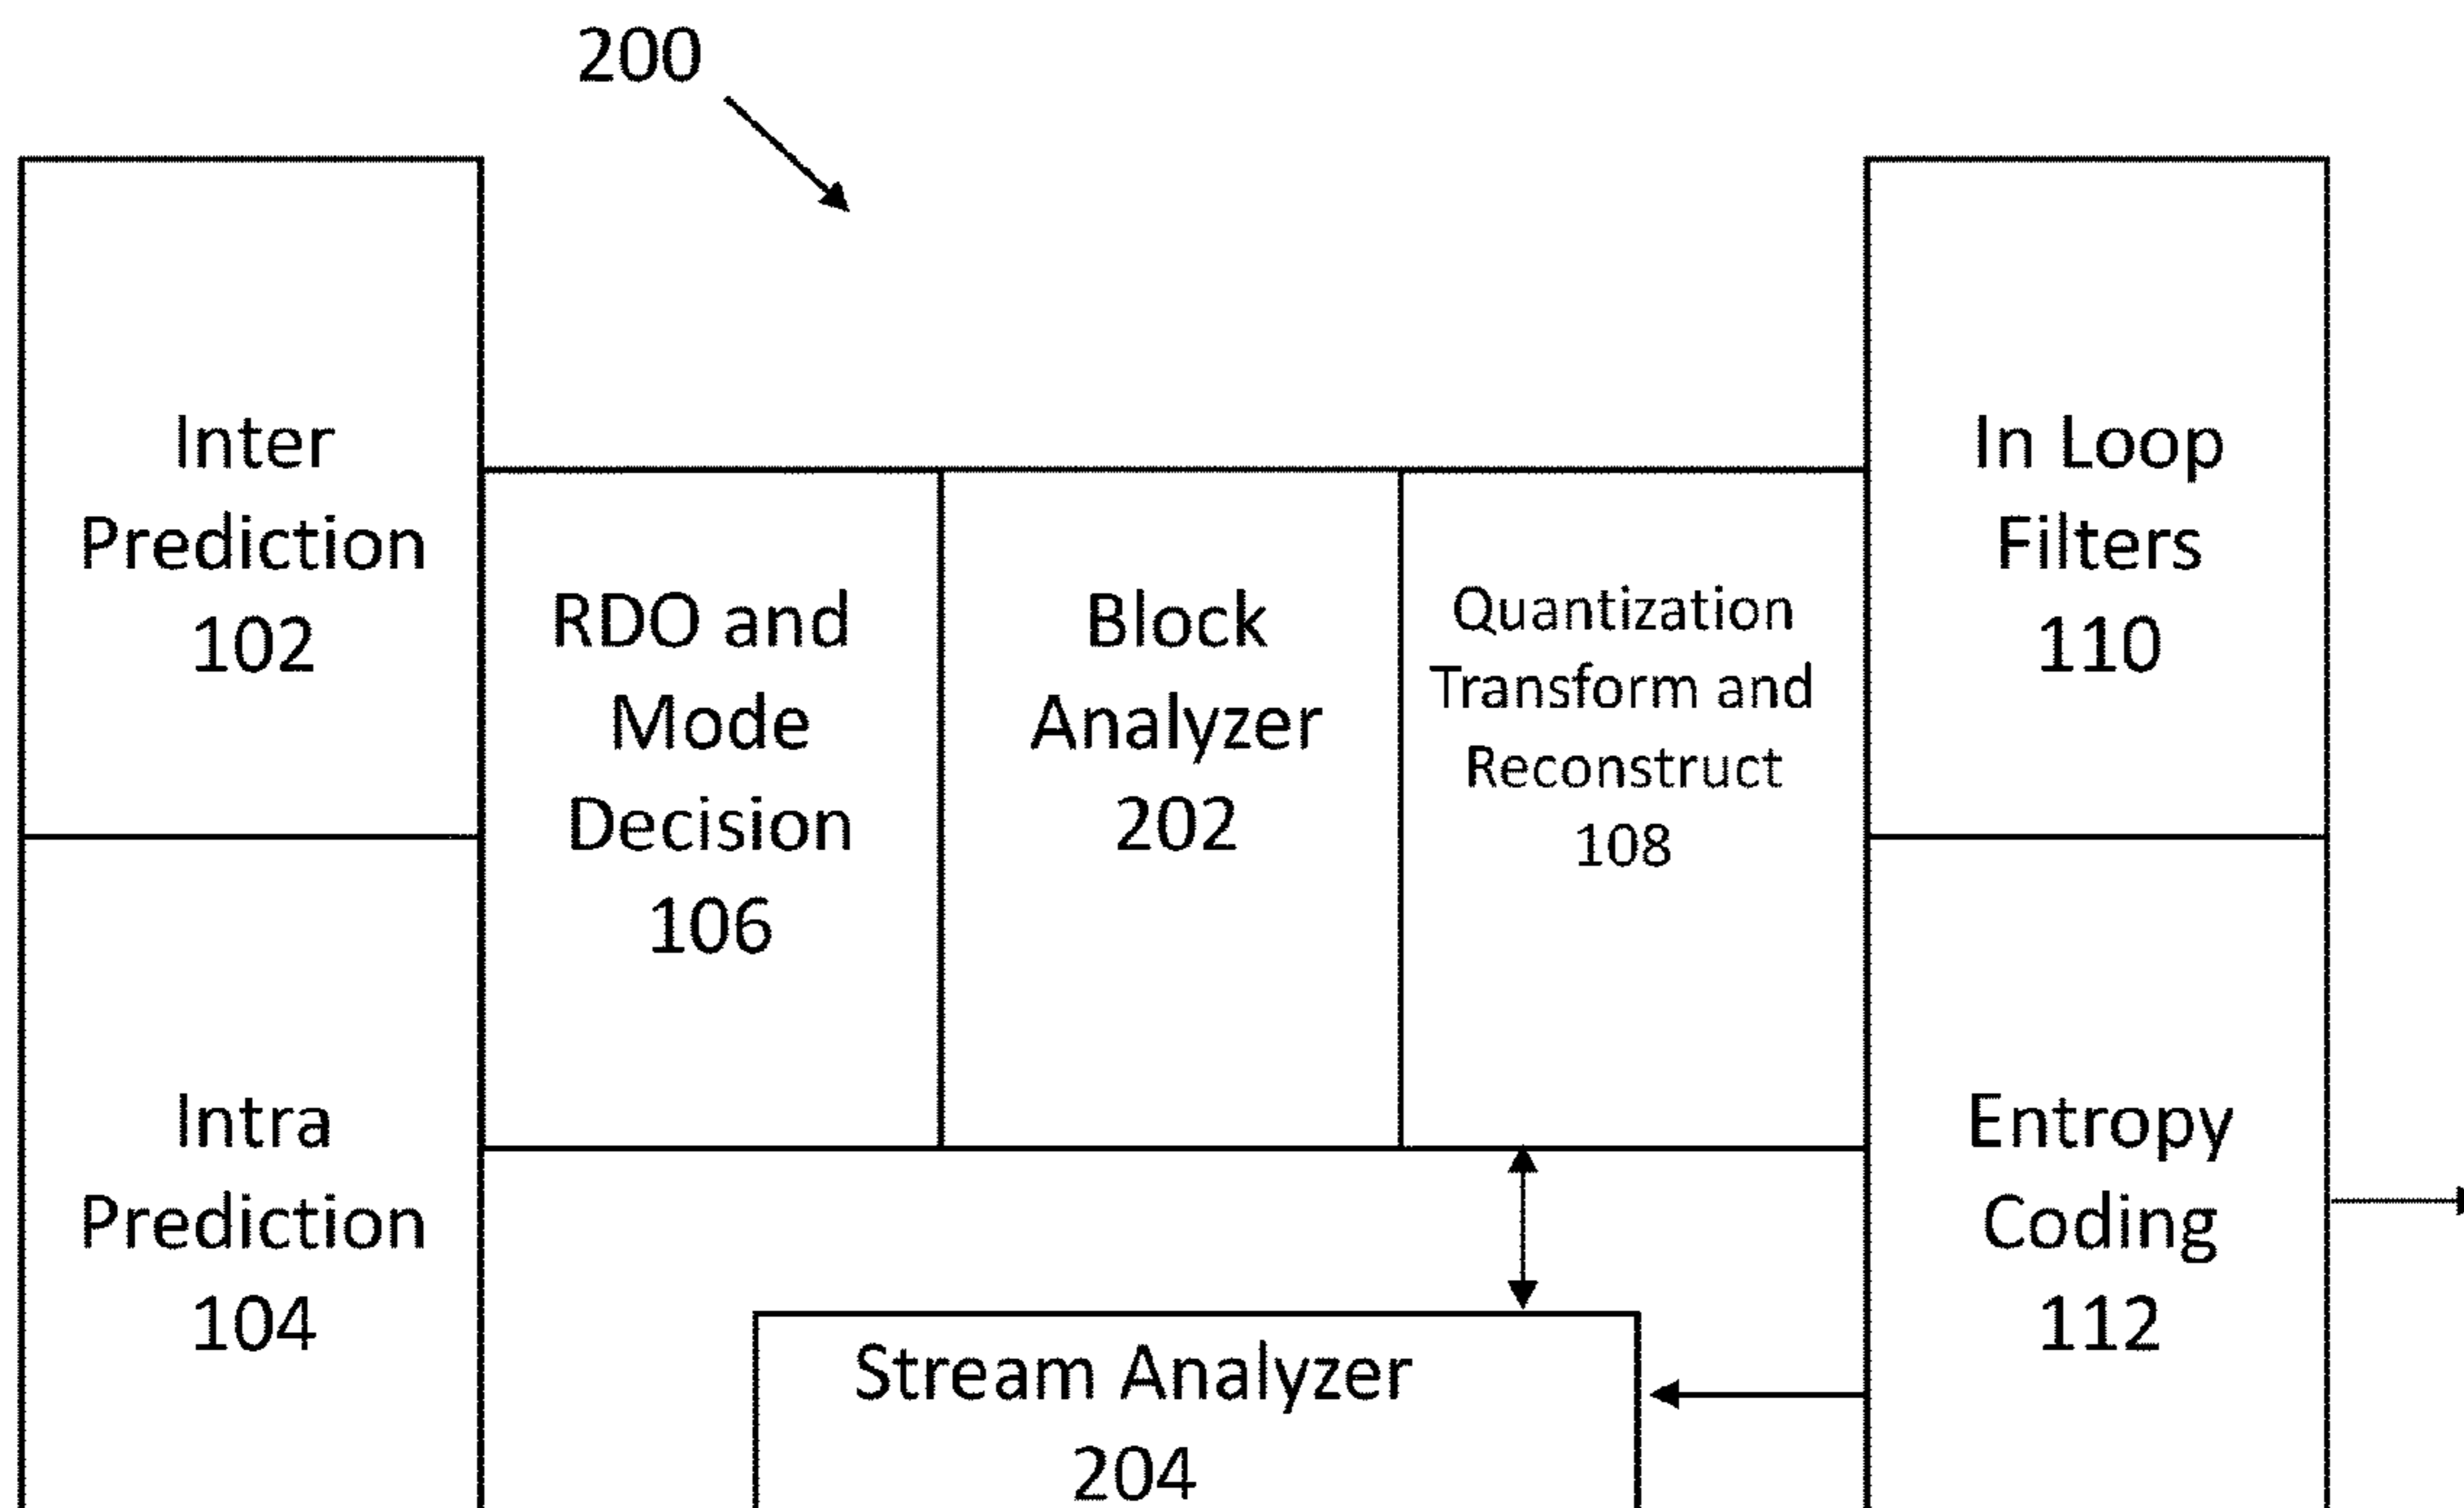 200
Inter
Prediction
102
RDO and
Mode
Decision
106
Block
Analyzer
202
Quantization
Transform and
Reconstruct
108
In Loop
Filters
110
Intra
Prediction
104
Stream Analyzer
204
Entropy
Coding
112